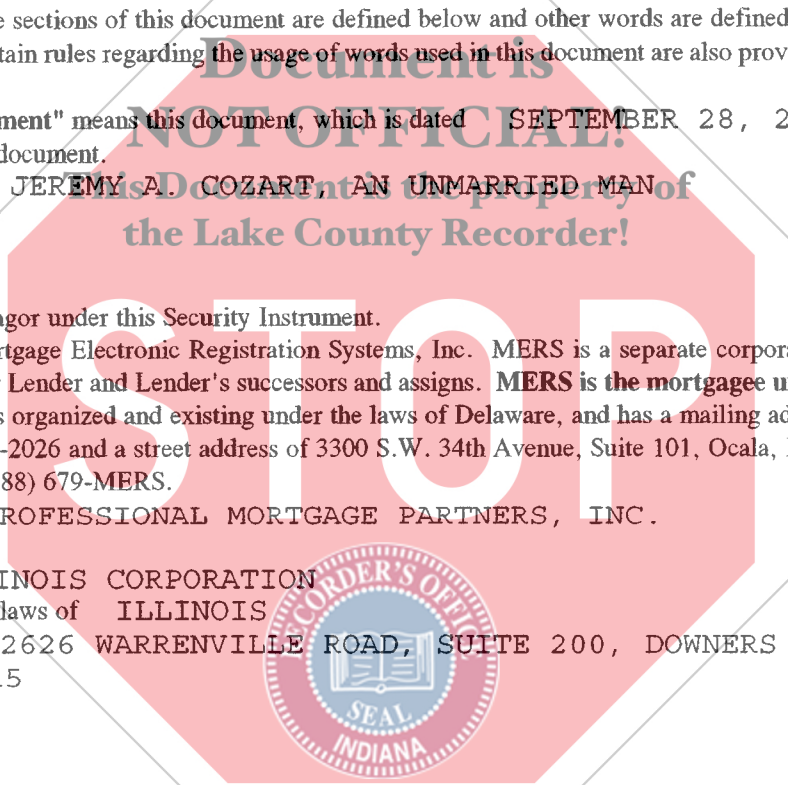 e sections of this document are defined below and other words are defined
tain rules regarding the usage of words used in this document are also prov
Document is
ment" means this document, which is dated SEPTEMBER 28, 2
NOT OFFICIAL!
document.
JEREMY A. COZART, AN UNMARRIED MAN
This Document is the property of
the Lake County Recorder!
agor under this Security Instrument.
rtgage Electronic Registration Systems, Inc. MERS is a separate corpora
r Lender and Lender's successors and assigns. MERS is the mortgagee u
s organized and existing under the laws of Delaware, and has a mailing ad
-2026 and a street address of 3300 S.W. 34th Avenue, Suite 101, Ocala,
88) 679-MERS.
STOP
ROFESSIONAL MORTGAGE PARTNERS, INC.
INOIS CORPORATION
laws of ILLINOIS
2626 WARRENVILLE ROAD, SUITE 200, DOWNERS
15
RECORDER'S OFFICE
SEAL
INDIANA